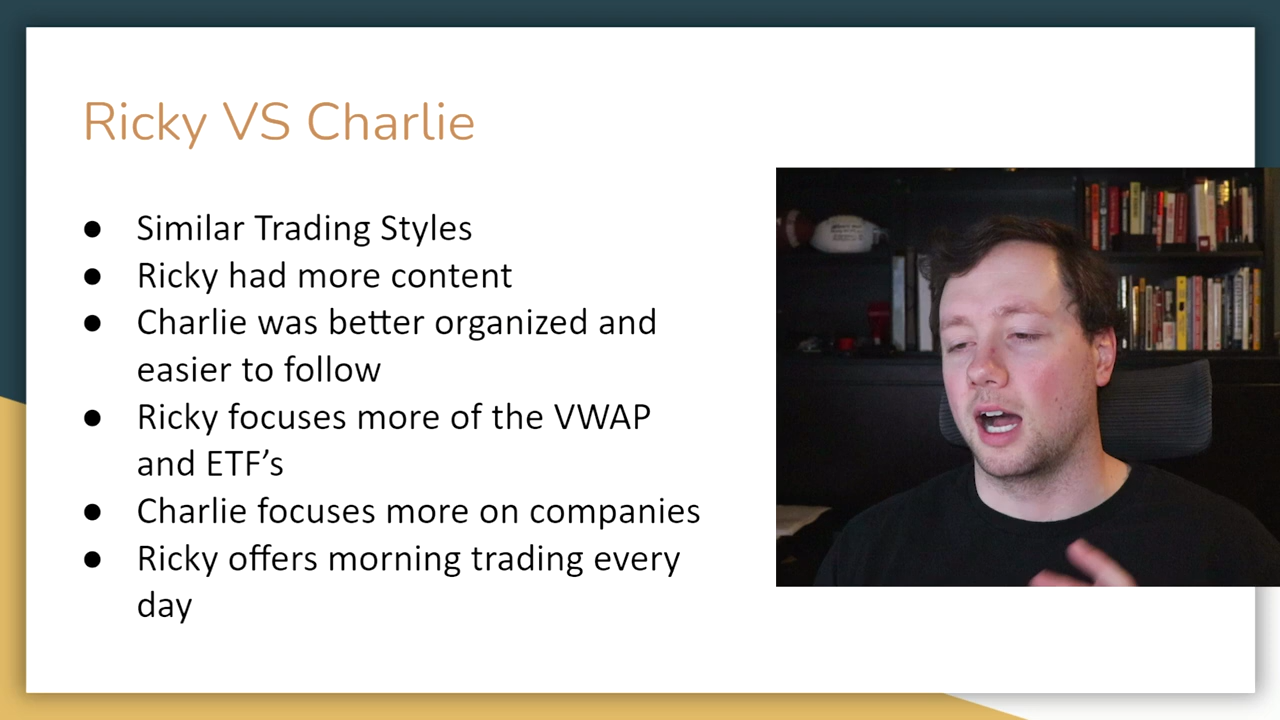 Ricky VS Charlie
● Similar Trading Styles
● Ricky had more content
● Charlie was better organized and
easier to follow
● Ricky focuses more of the VWAP
and ETF’s
● Charlie focuses more on companies
● Ricky offers morning trading every
day